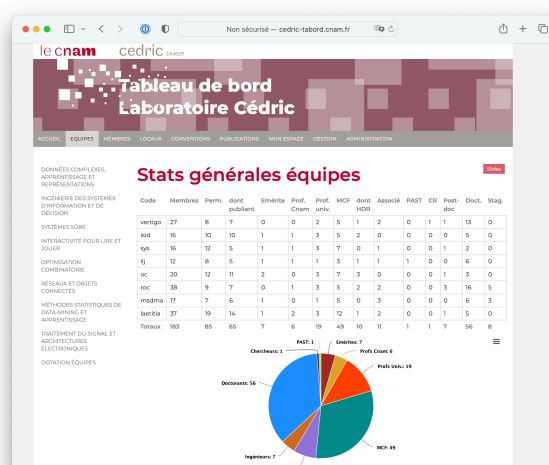 Non sécurisé — cedric-tabord.cnam.fr
le cnam
cedric EA4629
Tableau de bord
Laboratoire Cédric
ACCUEIL EQUIPES MEMBRES LOCAUX CONVENTIONS PUBLICATIONS MON ESPACE GESTION ADMINISTRATION
DONNÉES COMPLEXES,
APPRENTISSAGE ET
REPRÉSENTATIONS
INGÉNIERIE DES SYSTÈMES
D'INFORMATION ET DE
DÉCISION
SYSTÈMES SÛRS
INTERACTIVITÉ POUR LIRE ET
JOUER
OPTIMISATION
COMBINATOIRE
RÉSEAUX ET OBJETS
CONNECTÉS
MÉTHODES STATISTIQUES DE
DATA-MINING ET
APPRENTISSAGE
TRAITEMENT DU SIGNAL ET
ARCHITECTURES
ÉLECTRONIQUES
DOTATION ÉQUIPES
Stats générales équipes
Slides
Code Membres Perm. dont publiant Emérite Prof. Cnam Prof. univ. MCF dont HDR Associé PAST CR Post-doc Doct. Stag.
vertigo 27 8 7 0 0 2 5 1 2 0 1 1 13 0
isid 16 10 10 1 1 3 5 2 0 0 0 0 5 0
sys 16 12 5 1 1 3 7 0 1 0 0 1 2 0
ilj 12 8 5 1 1 1 3 1 1 1 0 0 6 0
oc 20 12 11 2 0 3 7 3 0 0 0 1 3 0
roc 38 9 7 0 1 3 5 2 2 0 0 3 16 5
msdma 17 7 6 1 0 1 5 0 3 0 0 0 6 3
laetitia 37 19 14 1 2 3 12 1 2 0 0 1 5 0
Totaux 183 85 65 7 6 19 49 10 11 1 1 7 56 8
PAST: 1
Emérites: 7
Chercheurs: 1
Profs Cnam: 6
Profs Univ.: 19
Doctorants: 56
MCF: 49
Ingénieurs: 7